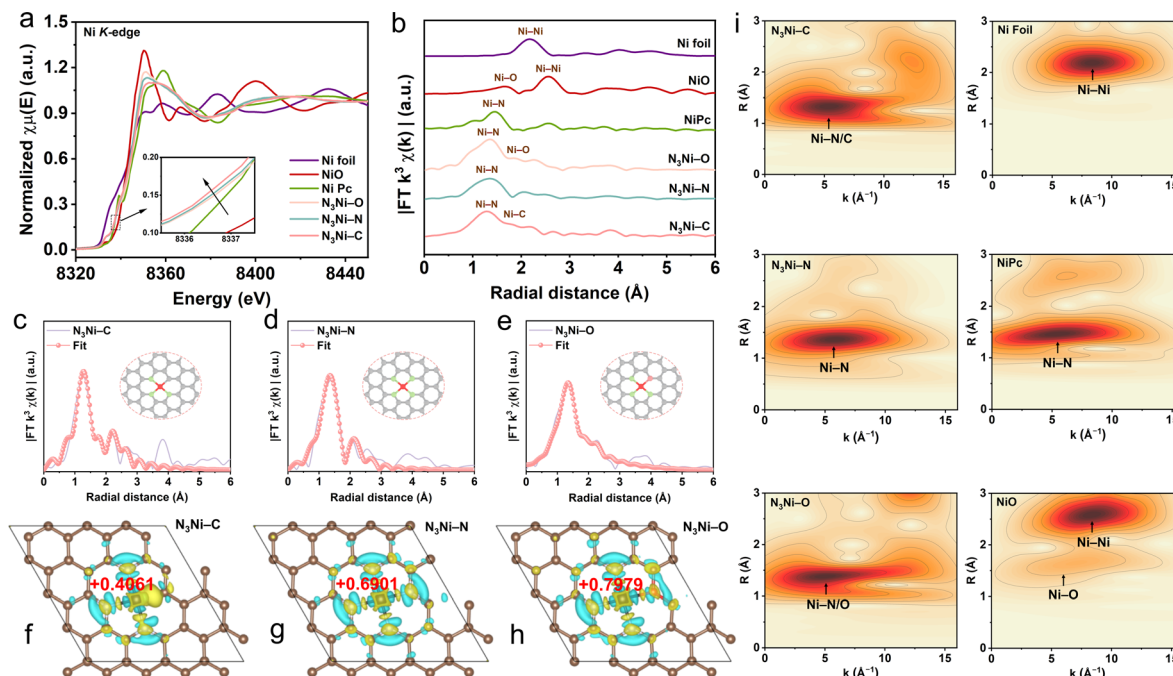 a
Ni K-edge
Normalized χμ(E) (a.u.)
1.5
1.2
0.9
0.6
0.3
0.0
0.20
0.15
0.10
8336
8337
Ni foil
NiO
Ni Pc
N₃Ni–O
N₃Ni–N
N₃Ni–C
8320
8360
8400
8440
Energy (eV)
b
|FT k³ χ(k) | (a.u.)
Ni–Ni
Ni foil
Ni–O
Ni–Ni
NiO
Ni–N
NiPc
Ni–N
Ni–O
N₃Ni–O
Ni–N
N₃Ni–N
Ni–N
Ni–C
N₃Ni–C
0 1 2 3 4 5 6
Radial distance (Å)
c
N₃Ni–C
Fit
|FT k³ χ(k) | (a.u.)
0 1 2 3 4 5 6
Radial distance (Å)
d
N₃Ni–N
Fit
|FT k³ χ(k) | (a.u.)
0 1 2 3 4 5 6
Radial distance (Å)
e
N₃Ni–O
Fit
|FT k³ χ(k) | (a.u.)
0 1 2 3 4 5 6
Radial distance (Å)
N₃Ni–C
+0.4061
f
N₃Ni–N
+0.6901
g
N₃Ni–O
+0.7979
h
i
N₃Ni–C
R (Å)
3
2
1
0
Ni–N/C
0 5 10 15
k (Å⁻¹)
Ni Foil
R (Å)
3
2
1
0
Ni–Ni
0 5 10 15
k (Å⁻¹)
N₃Ni–N
R (Å)
3
2
1
0
Ni–N
0 5 10 15
k (Å⁻¹)
NiPc
R (Å)
3
2
1
0
Ni–N
0 5 10 15
k (Å⁻¹)
N₃Ni–O
R (Å)
3
2
1
0
Ni–N/O
0 5 10 15
k (Å⁻¹)
NiO
R (Å)
3
2
1
0
Ni–Ni
Ni–O
0 5 10 15
k (Å⁻¹)